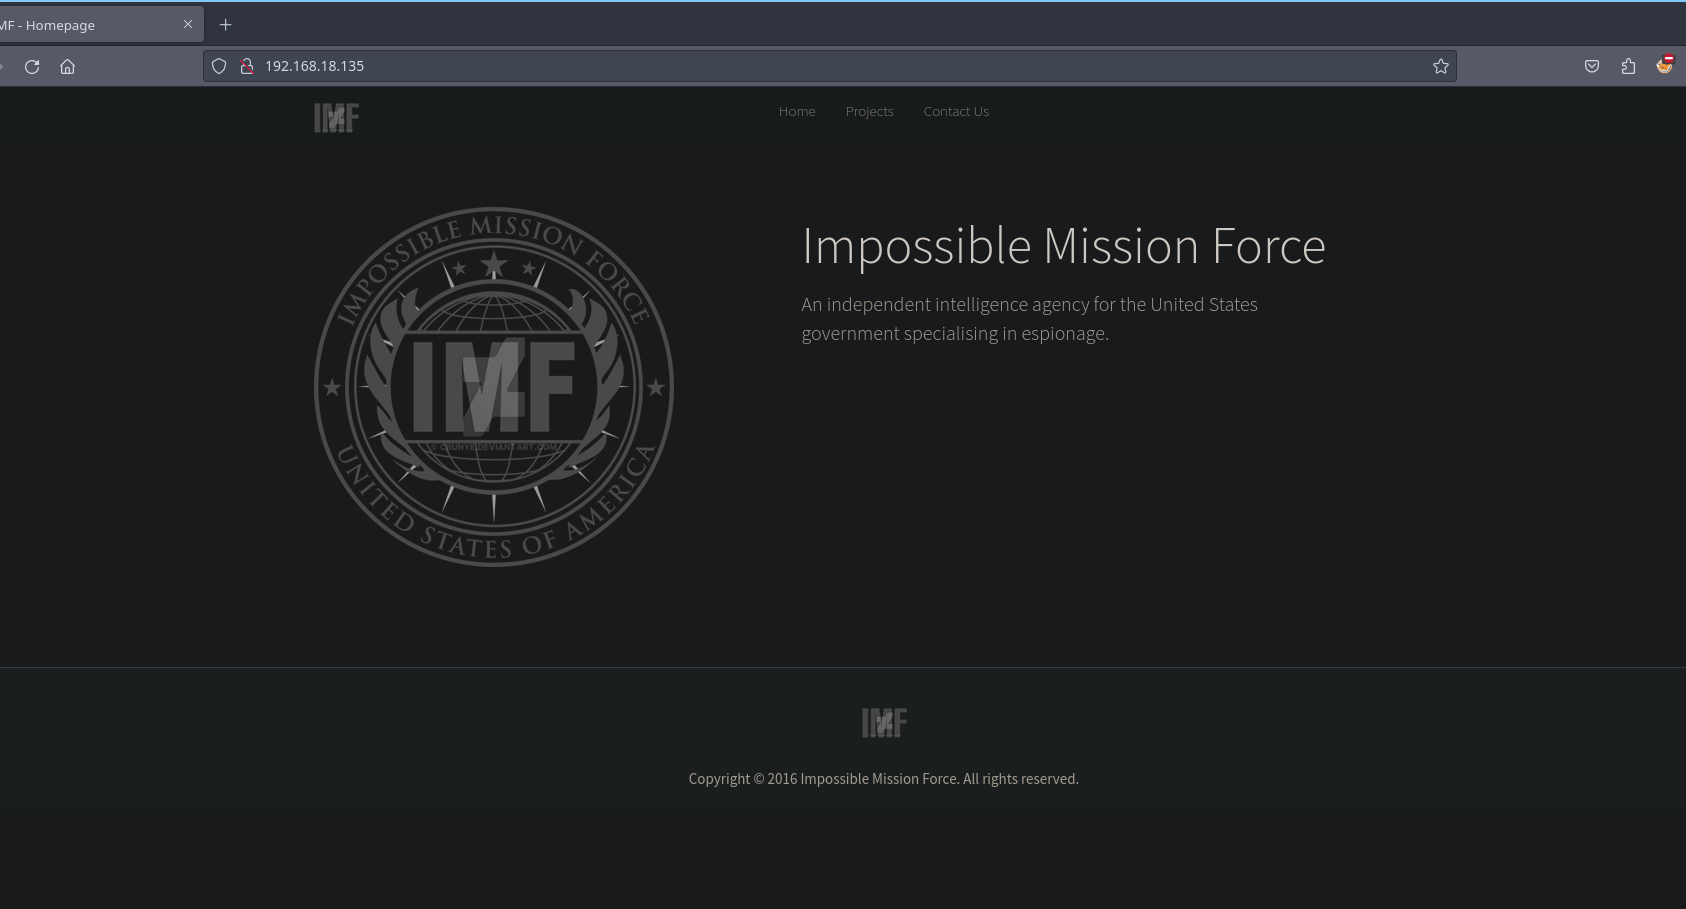 MF - Homepage
192.168.18.135
IMF
Home Projects Contact Us
IMPOSSIBLE MISSION FORCE
IMF
UNITED STATES OF AMERICA
Impossible Mission Force
An independent intelligence agency for the United States
government specialising in espionage.
IMF
Copyright © 2016 Impossible Mission Force. All rights reserved.